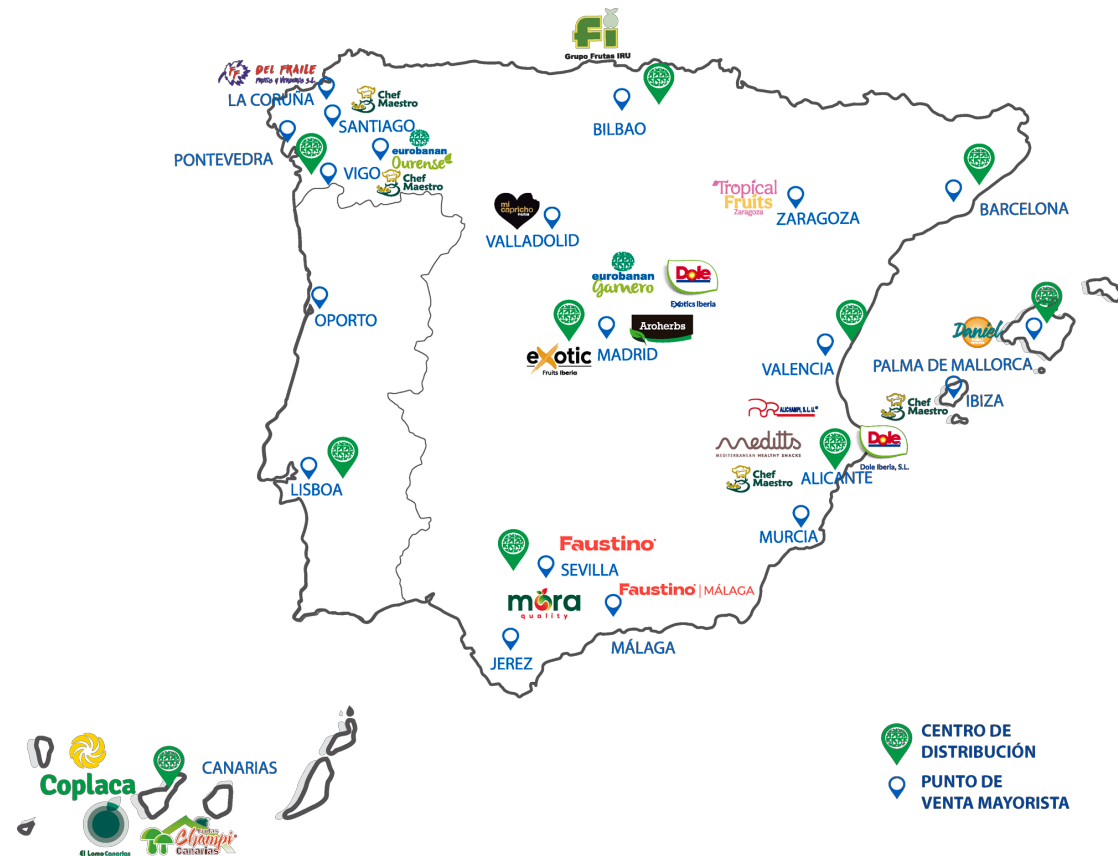 fi
Grupo Frutas IRU
DEL FRAILE
Frutas y Verduras S.L.
LA CORUÑA
Chef
Maestro
SANTIAGO
BILBAO
PONTEVEDRA
VIGO
eurobanan
Ourense
Chef
Maestro
BARCELONA
mi
capricho
VALLADOLID
Tropical
Fruits
Zaragoza
ZARAGOZA
eurobanan
Gamero
Dole
Exotics Iberia
OPORTO
Aroherbs
MADRID
exotic
Fruits Iberia
VALENCIA
Daniel
PALMA DE MALLORCA
IBIZA
Chef
Maestro
ALICHAMPI, S.L.U.
meditts
MEDITERRANEAN HEALTHY SNACKS
Dole
Dole Iberia, S.L.
Chef
Maestro
ALICANTE
LISBOA
MURCIA
Faustino
SEVILLA
Faustino | MÁLAGA
mora
quality
JEREZ
MÁLAGA
CANARIAS
Coplaca
El Lomo Canarias
Frutas
Champi
Canarias
CENTRO DE
DISTRIBUCIÓN
PUNTO DE
VENTA MAYORISTA